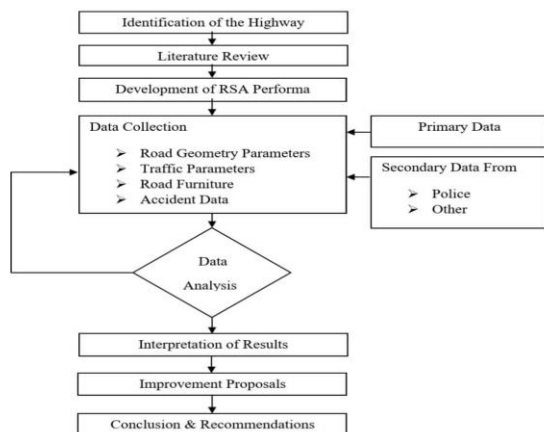 Identification of the Highway
Literature Review
Development of RSA Performa
Data Collection
➤ Road Geometry Parameters
➤ Traffic Parameters
➤ Road Furniture
➤ Accident Data
Primary Data
Secondary Data From
➤ Police
➤ Other
Data
Analysis
Interpretation of Results
Improvement Proposals
Conclusion & Recommendations